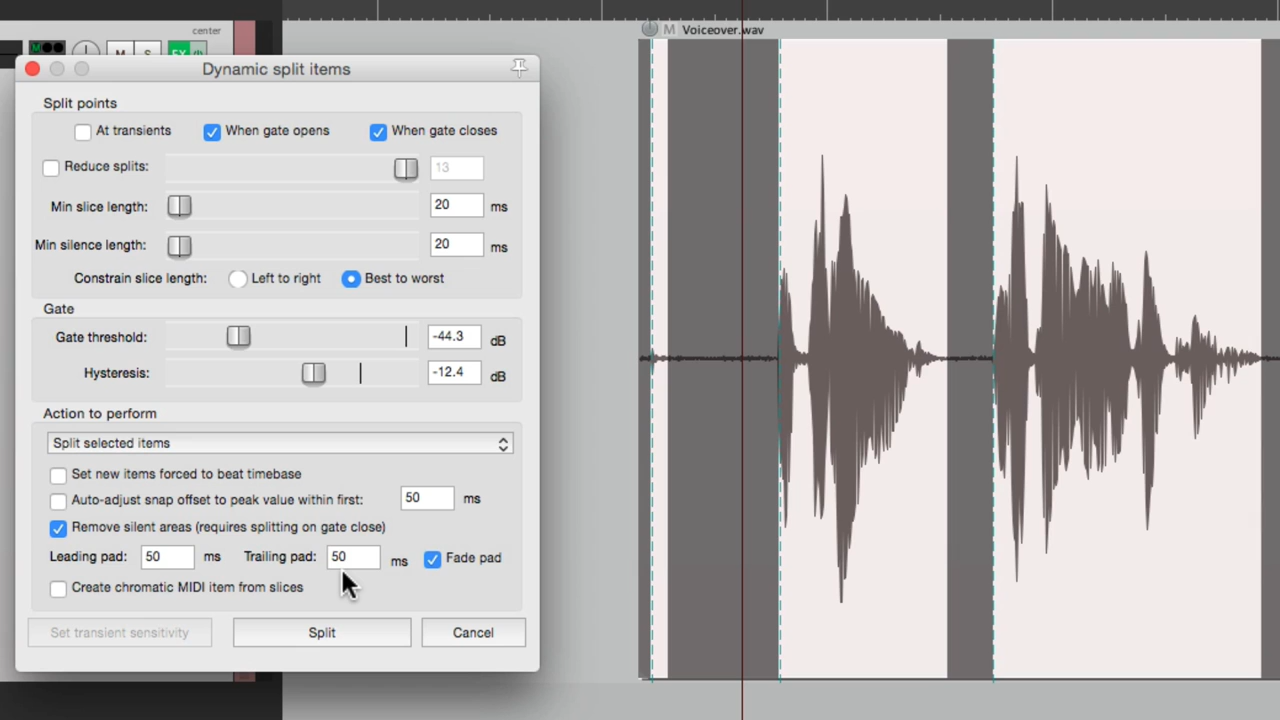 center
M S FX
M Voiceover.wav
Dynamic split items
Split points
At transients When gate opens When gate closes
Reduce splits: 13
Min slice length: 20 ms
Min silence length: 20 ms
Constrain slice length: Left to right Best to worst
Gate
Gate threshold: -44.3 dB
Hysteresis: -12.4 dB
Action to perform
Split selected items
Set new items forced to beat timebase
Auto-adjust snap offset to peak value within first: 50 ms
Remove silent areas (requires splitting on gate close)
Leading pad: 50 ms Trailing pad: 50 ms Fade pad
Create chromatic MIDI item from slices
Set transient sensitivity Split Cancel